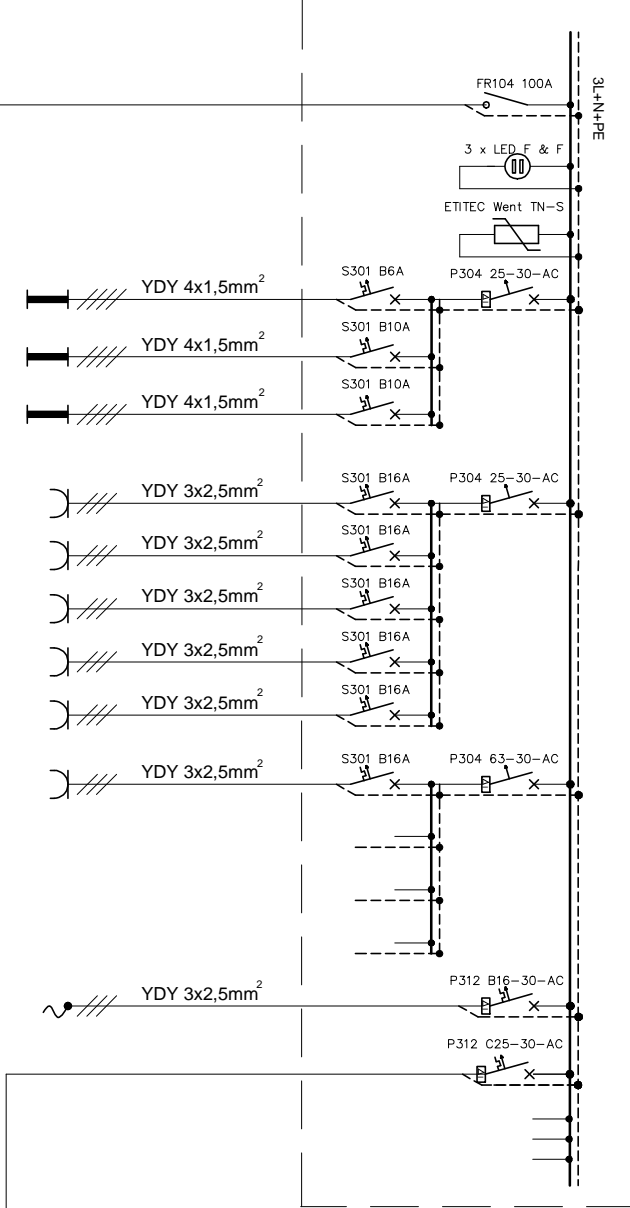 FR104 100A
3L+N+PE
3 x LED F & F
ETITEC Went TN-S
S301 B6A
P304 25-30-AC
YDY 4x1,5mm²
S301 B10A
YDY 4x1,5mm²
S301 B10A
YDY 4x1,5mm²
S301 B16A
P304 25-30-AC
YDY 3x2,5mm²
S301 B16A
YDY 3x2,5mm²
S301 B16A
YDY 3x2,5mm²
S301 B16A
YDY 3x2,5mm²
S301 B16A
YDY 3x2,5mm²
S301 B16A
P304 63-30-AC
YDY 3x2,5mm²
P312 B16-30-AC
YDY 3x2,5mm²
P312 C25-30-AC